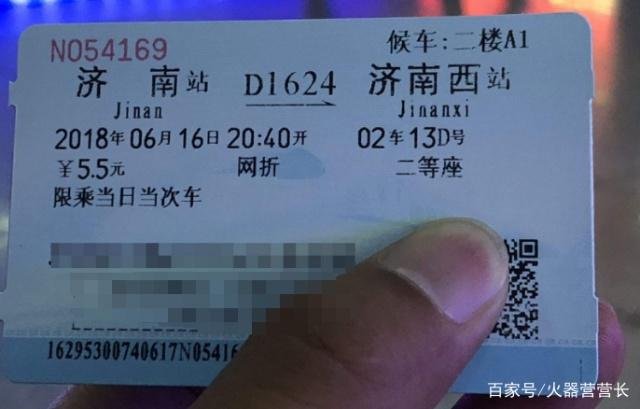 N054169 候车:二楼A1
济南站 D1624 济南西站
Jinan Jinanxi
2018年06月16日20:40开 02车13D号
￥5.5元 网折 二等座
限乘当日当次车
16295300740617N05416
百家号/火器营营长